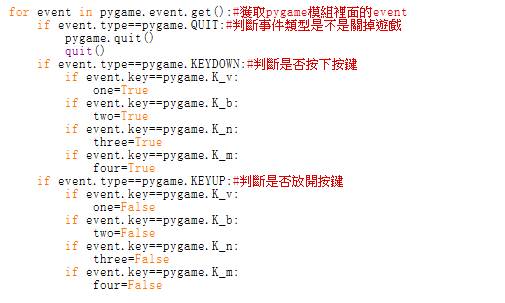 for event in pygame.event.get():#獲取pygame模組裡面的event
    if event.type==pygame.QUIT:#判斷事件類型是不是關掉遊戲
        pygame.quit()
        quit()
    if event.type==pygame.KEYDOWN:#判斷是否按下按鍵
        if event.key==pygame.K_v:
            one=True
        if event.key==pygame.K_b:
            two=True
        if event.key==pygame.K_n:
            three=True
        if event.key==pygame.K_m:
            four=True
    if event.type==pygame.KEYUP:#判斷是否放開按鍵
        if event.key==pygame.K_v:
            one=False
        if event.key==pygame.K_b:
            two=False
        if event.key==pygame.K_n:
            three=False
        if event.key==pygame.K_m:
            four=False